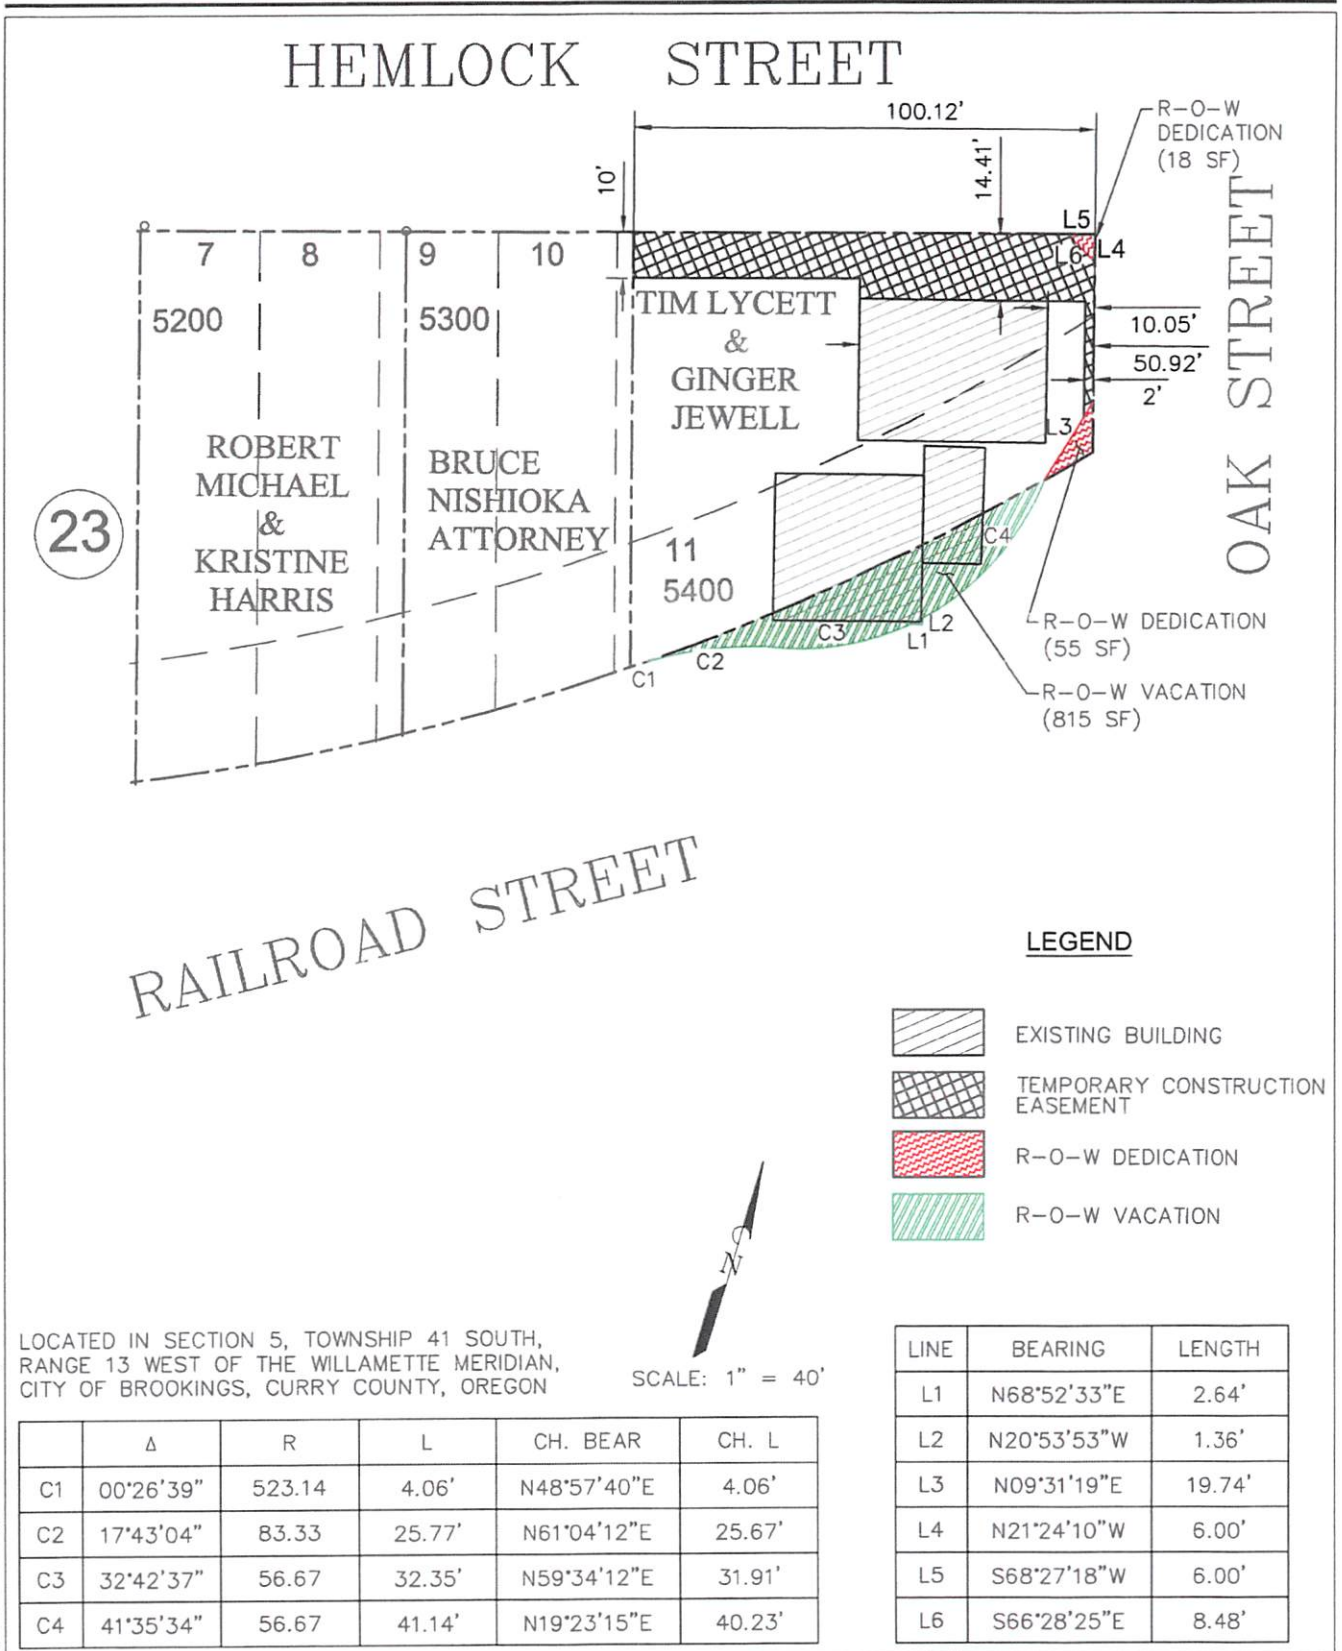 HEMLOCK STREET
100.12'
R-O-W
DEDICATION
(18 SF)
10'
14.41'
L5
L6
L4
7
8
9
10
5200
5300
TIM LYCETT
&
GINGER
JEWELL
10.05'
50.92'
2'
OAK STREET
L3
ROBERT
MICHAEL
&
KRISTINE
HARRIS
BRUCE
NISHIOKA
ATTORNEY
23
11
5400
C4
C3
L2
L1
C2
C1
R-O-W DEDICATION
(55 SF)
R-O-W VACATION
(815 SF)
RAILROAD STREET
LEGEND
EXISTING BUILDING
TEMPORARY CONSTRUCTION
EASEMENT
R-O-W DEDICATION
R-O-W VACATION
N
LOCATED IN SECTION 5, TOWNSHIP 41 SOUTH,
RANGE 13 WEST OF THE WILLAMETTE MERIDIAN,
CITY OF BROOKINGS, CURRY COUNTY, OREGON
SCALE: 1" = 40'
Δ R L CH. BEAR CH. L
C1 00°26'39" 523.14 4.06' N48°57'40"E 4.06'
C2 17°43'04" 83.33 25.77' N61°04'12"E 25.67'
C3 32°42'37" 56.67 32.35' N59°34'12"E 31.91'
C4 41°35'34" 56.67 41.14' N19°23'15"E 40.23'
LINE BEARING LENGTH
L1 N68°52'33"E 2.64'
L2 N20°53'53"W 1.36'
L3 N09°31'19"E 19.74'
L4 N21°24'10"W 6.00'
L5 S68°27'18"W 6.00'
L6 S66°28'25"E 8.48'